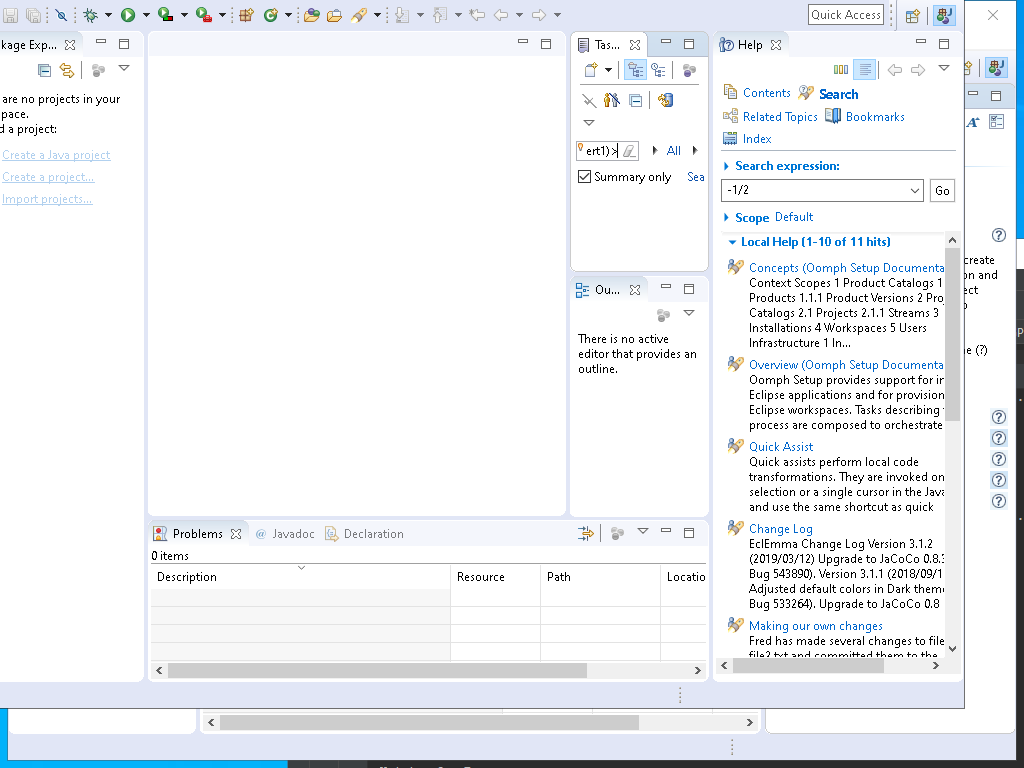 Quick Access
kage Exp...
Tas...
Help
are no projects in your
pace.
d a project:
Create a Java project
Create a project...
Import projects...
ert1)>
All
Summary only
Sea
Contents
Search
Related Topics
Bookmarks
Index
Search expression:
-1/2
Go
Scope Default
Local Help (1-10 of 11 hits)
Concepts (Oomph Setup Documenta
Context Scopes 1 Product Catalogs 1
Products 1.1.1 Product Versions 2 Proj
Catalogs 2.1 Projects 2.1.1 Streams 3
Installations 4 Workspaces 5 Users
Infrastructure 1 In...
Overview (Oomph Setup Documenta
Oomph Setup provides support for in
Eclipse applications and for provision
Eclipse workspaces. Tasks describing
process are composed to orchestrate
Quick Assist
Quick assists perform local code
transformations. They are invoked on
selection or a single cursor in the Java
and use the same shortcut as quick
Change Log
EclEmma Change Log Version 3.1.2
(2019/03/12) Upgrade to JaCoCo 0.8.3
Bug 543890). Version 3.1.1 (2018/09/1
Adjusted default colors in Dark theme
Bug 533264). Upgrade to JaCoCo 0.8
Making our own changes
Fred has made several changes to file
file2.txt and committed them to the
Ou...
There is no active
editor that provides an
outline.
Problems
@ Javadoc
Declaration
0 items
Description
Resource
Path
Locatio
create
on and
ect
e (?)